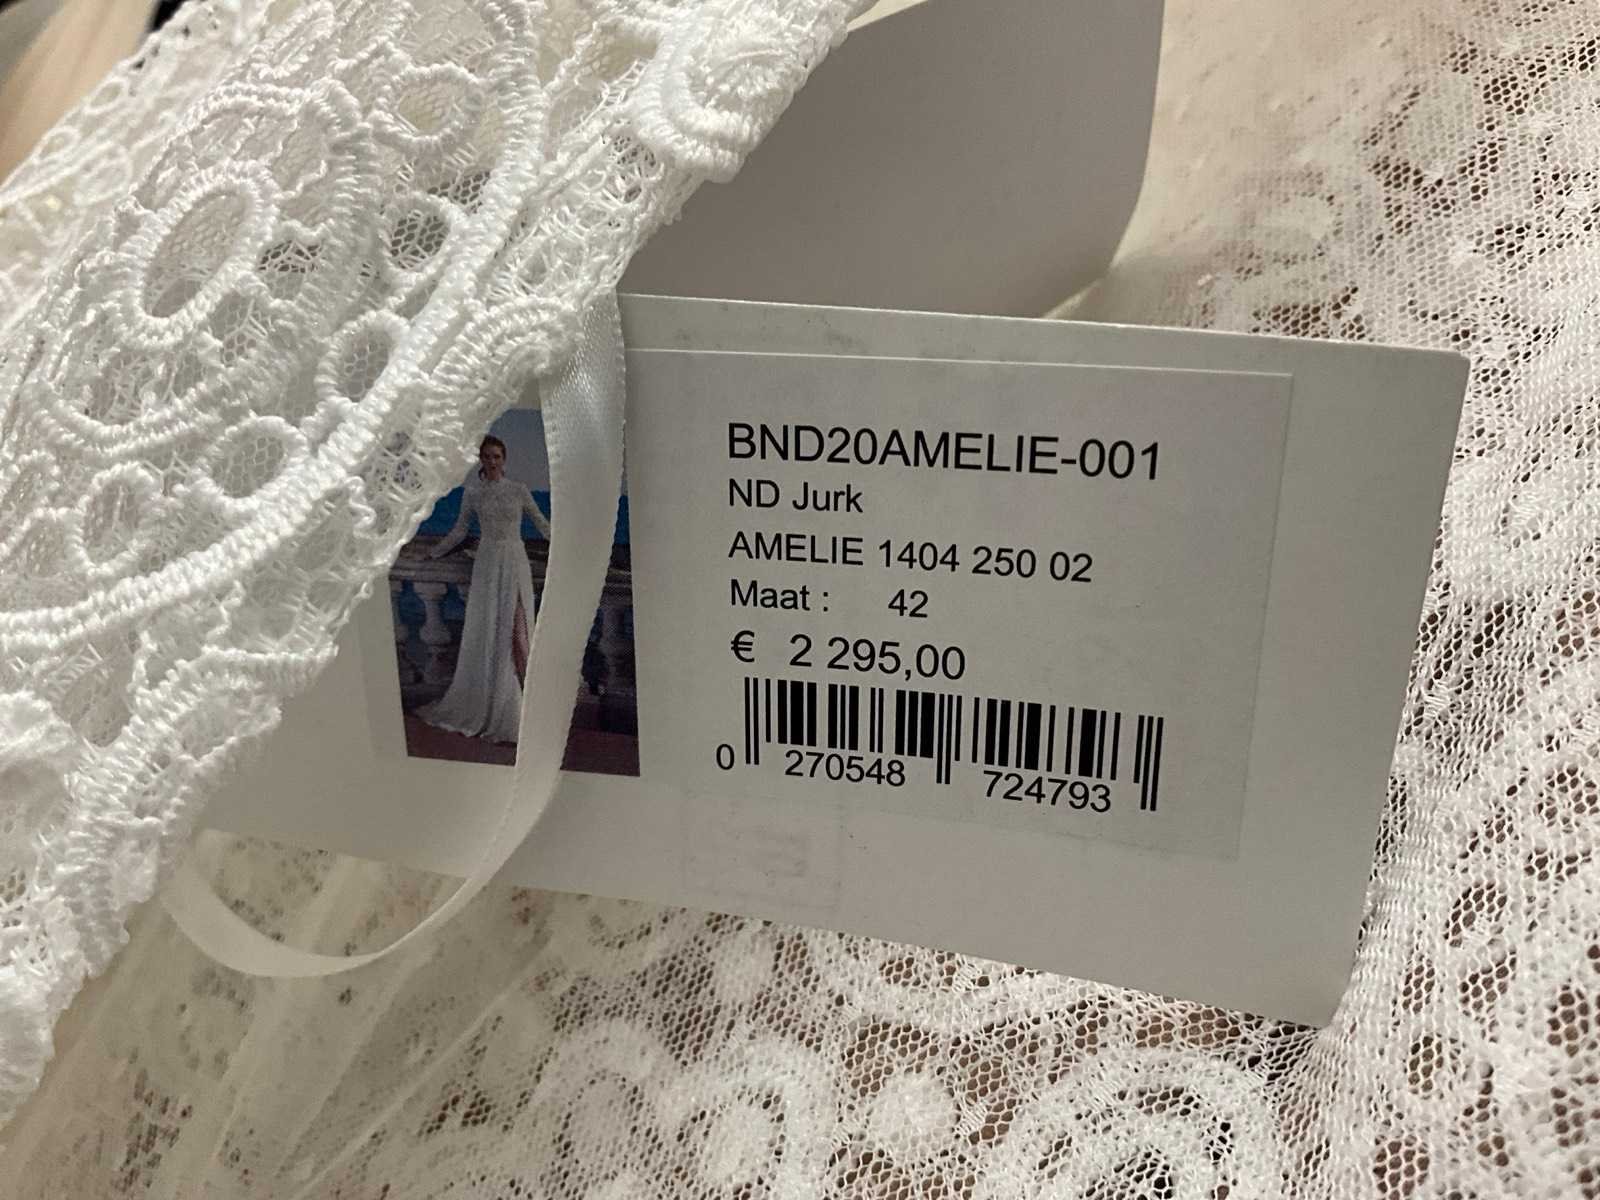 BND20AMELIE-001
ND Jurk
AMELIE 1404 250 02
Maat : 42
€ 2 295,00
0 270548 724793